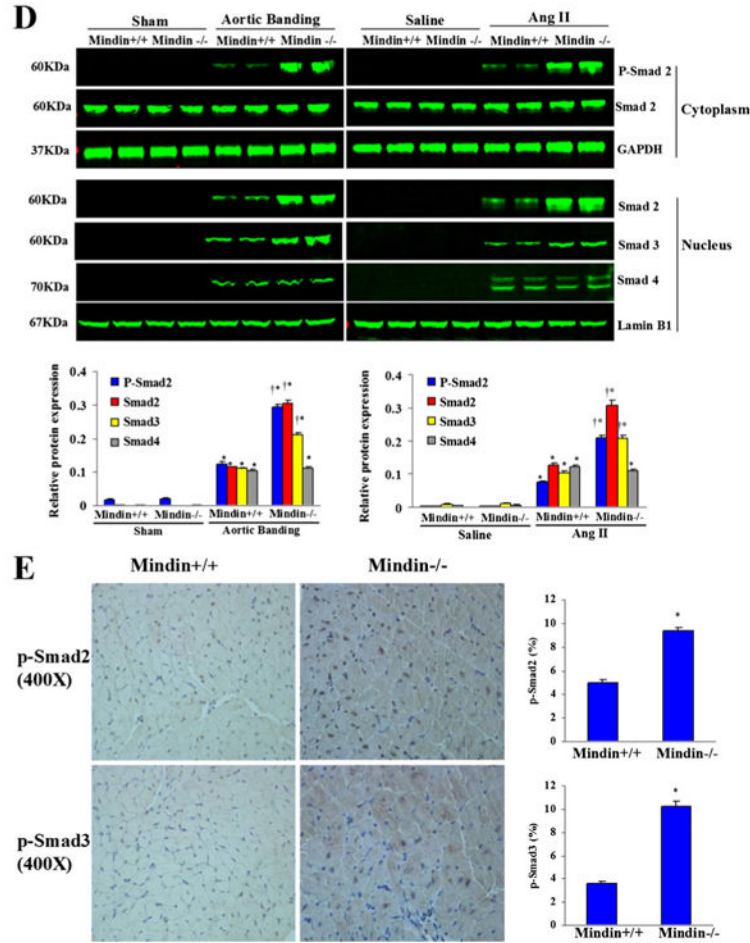 D
Sham Aortic Banding Saline Ang II
Mindin+/+ Mindin -/- Mindin+/+ Mindin -/- Mindin+/+ Mindin -/- Mindin+/+ Mindin -/-
60KDa P-Smad 2
60KDa Smad 2 Cytoplasm
37KDa GAPDH
60KDa Smad 2
60KDa Smad 3 Nucleus
70KDa Smad 4
67KDa Lamin B1
Relative protein expression
0.4
0.3
0.2
0.1
0
P-Smad2
Smad2
Smad3
Smad4
* * * * †* †* †* *
Mindin+/+ Mindin-/- Mindin+/+ Mindin-/-
Sham Aortic Banding
Relative protein expression
0.4
0.3
0.2
0.1
0
P-Smad2
Smad2
Smad3
Smad4
* * * * †* †* †* *
Mindin+/+ Mindin-/- Mindin+/+ Mindin-/-
Saline Ang II
E
Mindin+/+ Mindin-/-
p-Smad2
(400X)
p-Smad2 (%)
12
10
8
6
4
2
0
*
Mindin+/+ Mindin-/-
p-Smad3
(400X)
p-Smad3 (%)
12
10
8
6
4
2
0
*
Mindin+/+ Mindin-/-